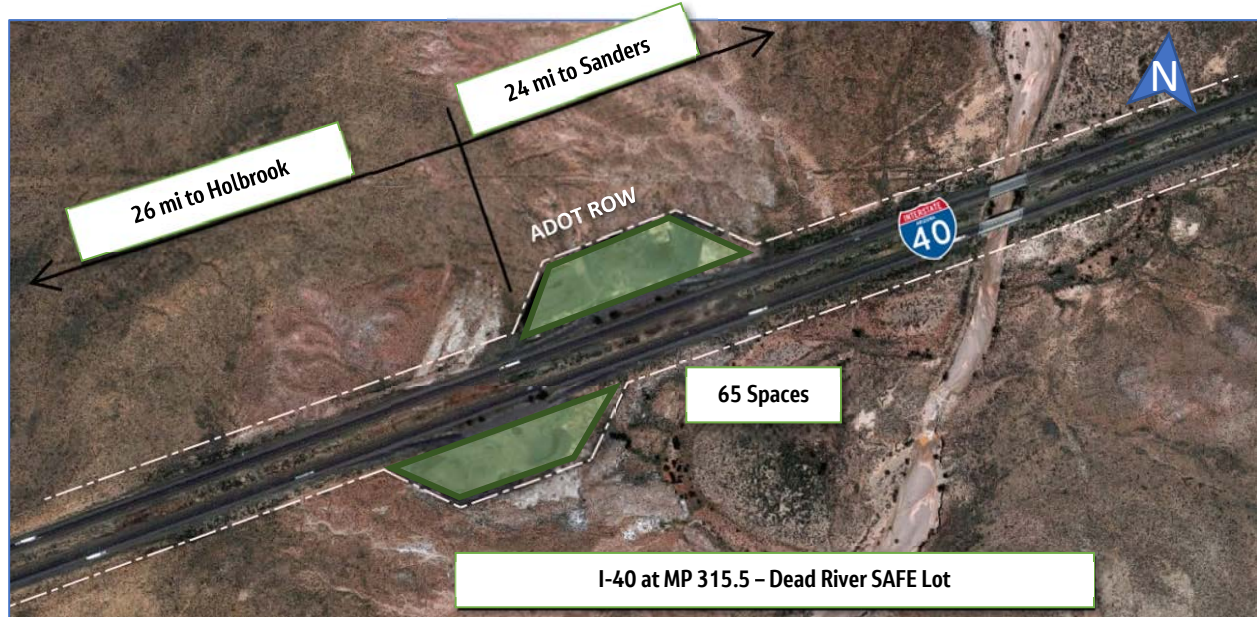 24 mi to Sanders
N
26 mi to Holbrook
ADOT ROW
INTERSTATE
ARIZONA
40
65 Spaces
I-40 at MP 315.5 – Dead River SAFE Lot